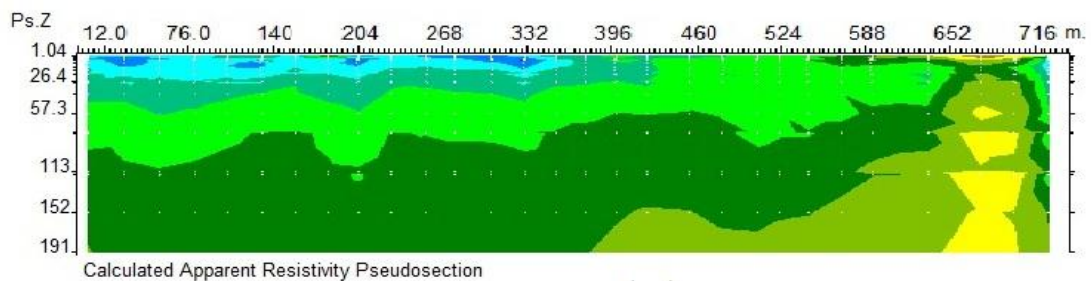 Ps.Z
12.0 76.0 140 204 268 332 396 460 524 588 652 716 m.
1.04
26.4
57.3
113
152
191
Calculated Apparent Resistivity Pseudosection